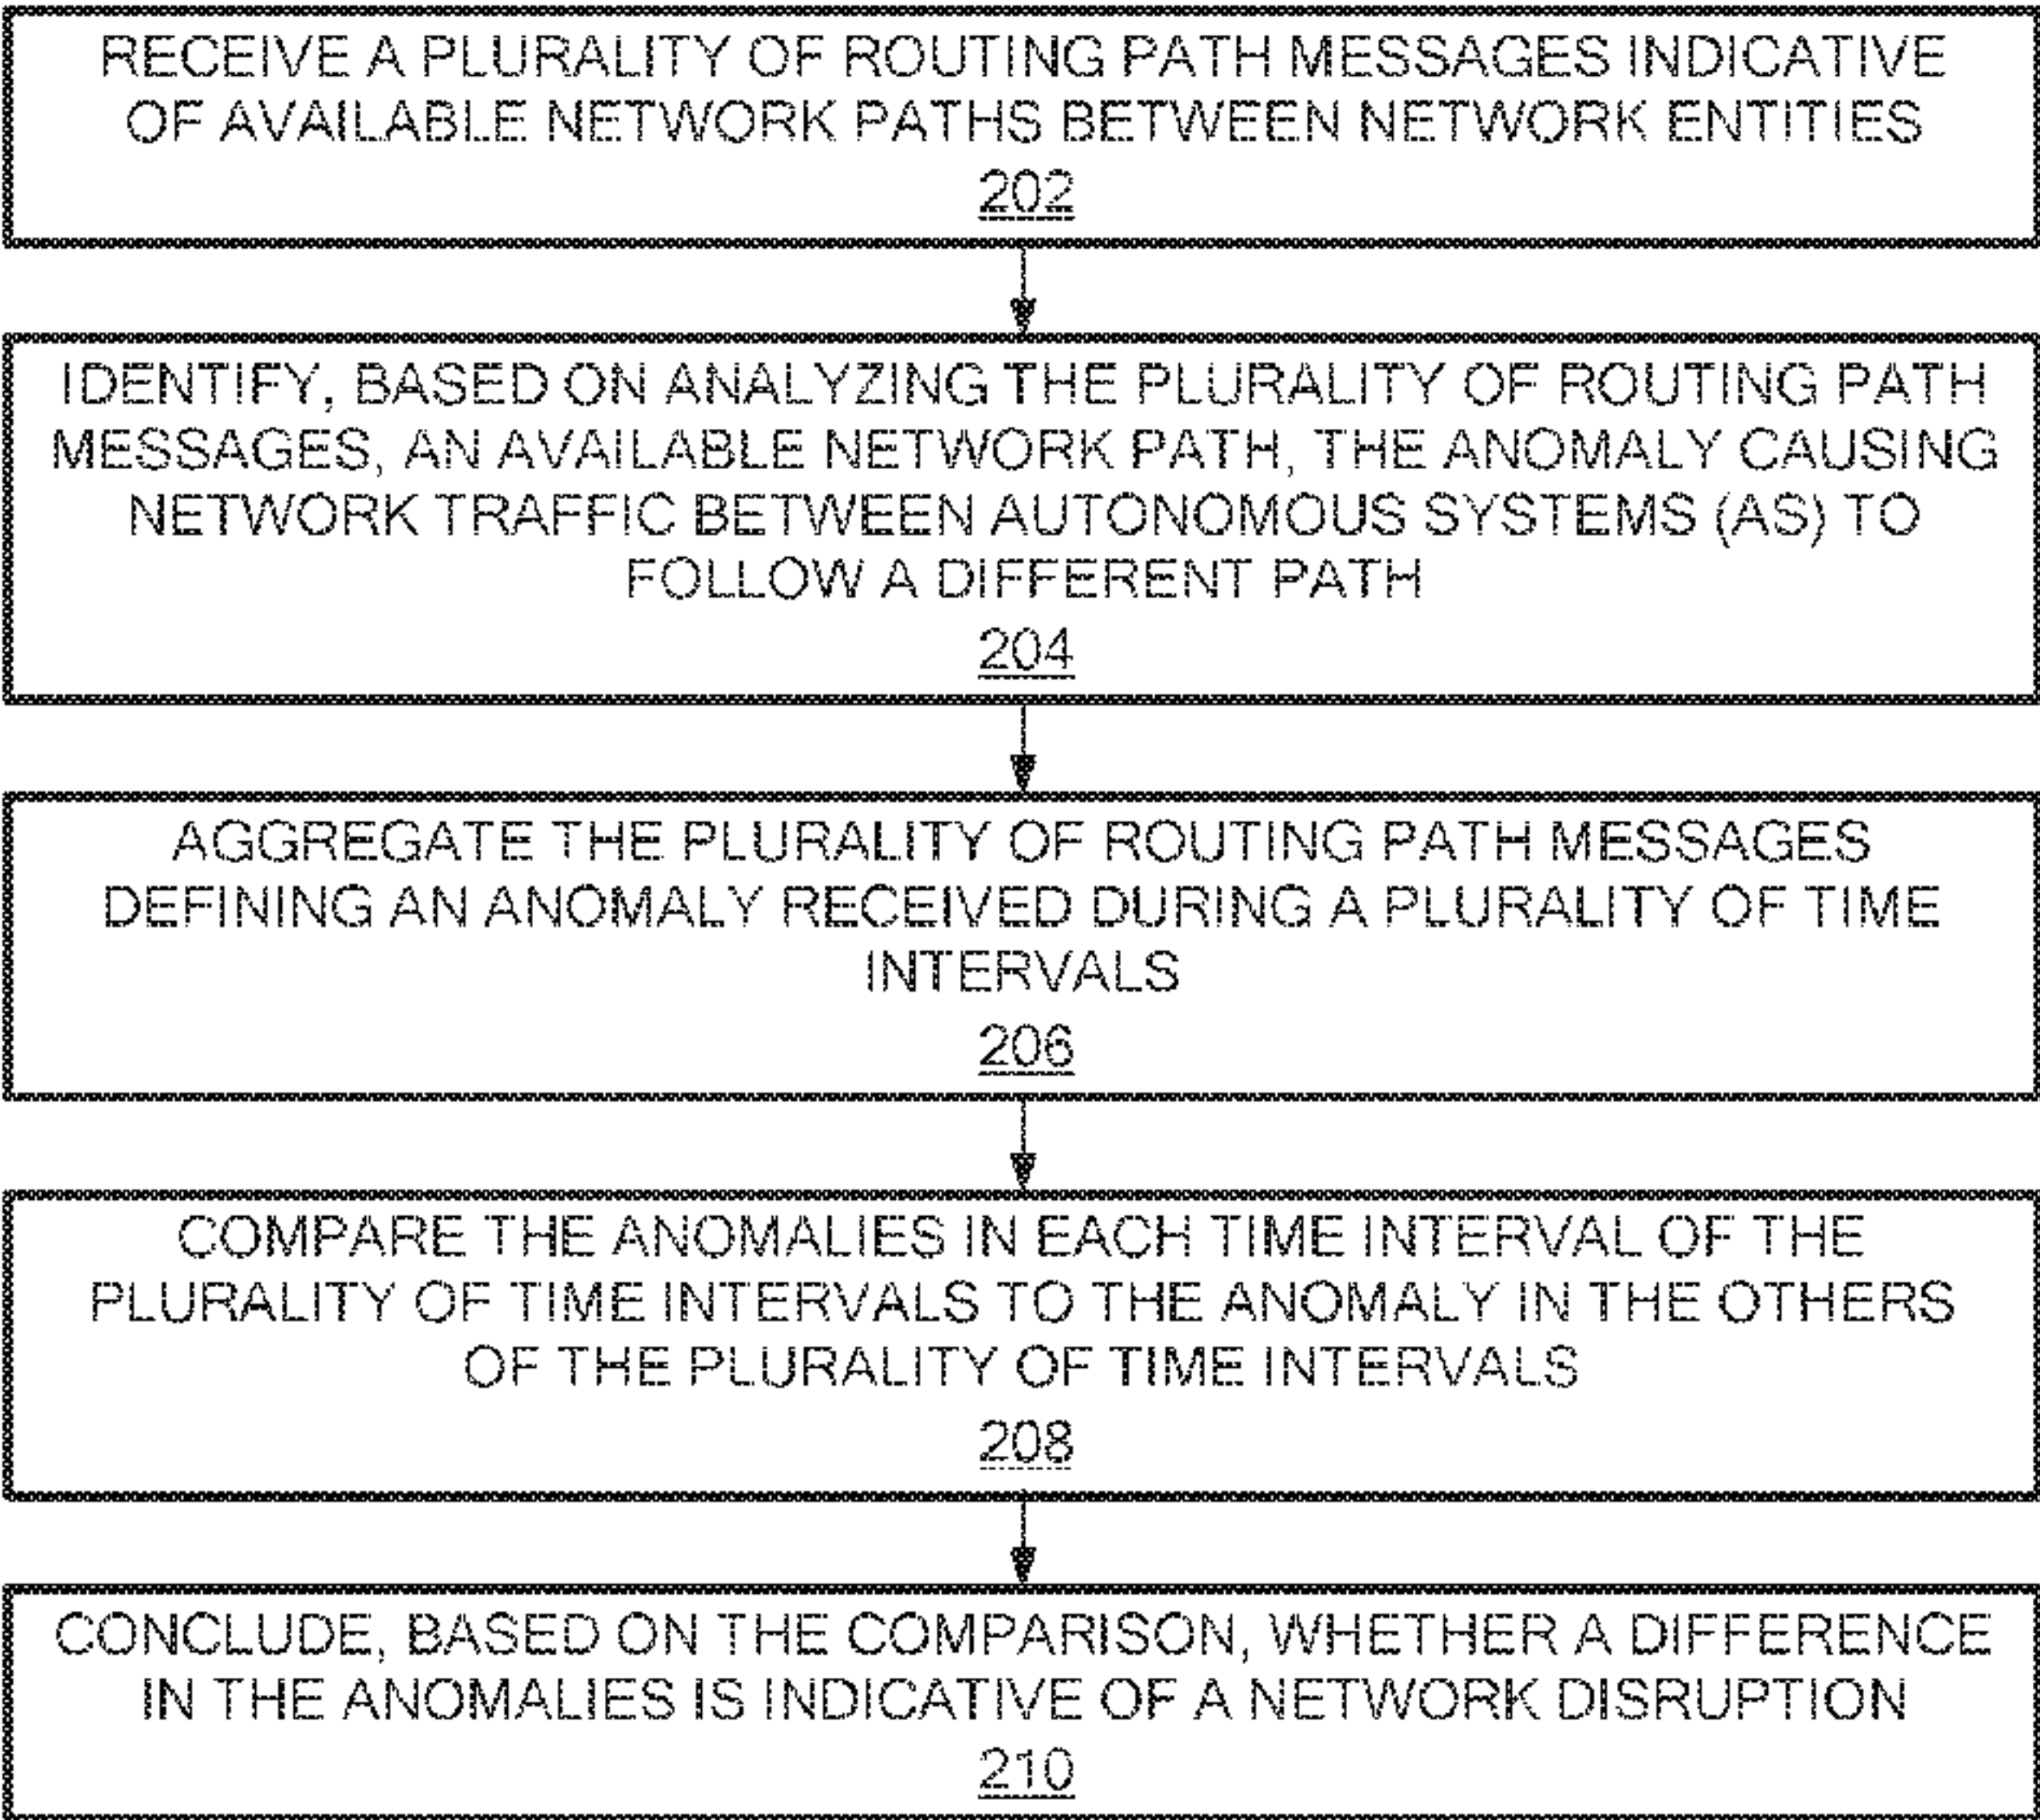 RECEIVE A PLURALITY OF ROUTING PATH MESSAGES INDICATIVE
OF AVAILABLE NETWORK PATHS BETWEEN NETWORK ENTITIES
202
IDENTIFY, BASED ON ANALYZING THE PLURALITY OF ROUTING PATH
MESSAGES, AN AVAILABLE NETWORK PATH, THE ANOMALY CAUSING
NETWORK TRAFFIC BETWEEN AUTONOMOUS SYSTEMS (AS) TO
FOLLOW A DIFFERENT PATH
204
AGGREGATE THE PLURALITY OF ROUTING PATH MESSAGES
DEFINING AN ANOMALY RECEIVED DURING A PLURALITY OF TIME
INTERVALS
206
COMPARE THE ANOMALIES IN EACH TIME INTERVAL OF THE
PLURALITY OF TIME INTERVALS TO THE ANOMALY IN THE OTHERS
OF THE PLURALITY OF TIME INTERVALS
208
CONCLUDE, BASED ON THE COMPARISON, WHETHER A DIFFERENCE
IN THE ANOMALIES IS INDICATIVE OF A NETWORK DISRUPTION
210